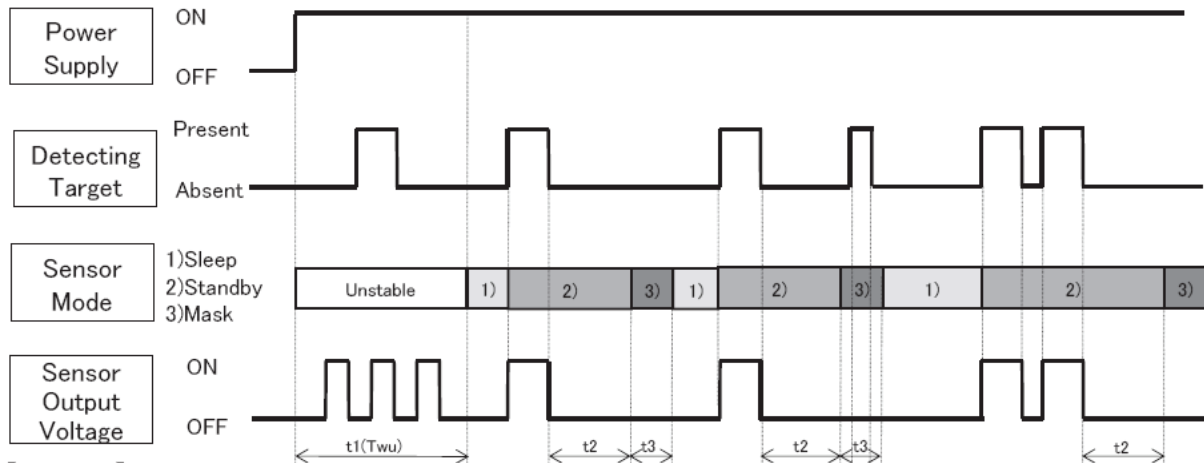 Power
Supply
ON
OFF
Detecting
Target
Present
Absent
Sensor
Mode
1)Sleep
2)Standby
3)Mask
Unstable
1)
2)
3)
1)
2)
3)
1)
2)
3)
Sensor
Output
Voltage
ON
OFF
t1(Twu)
t2
t3
t2
t3
t2